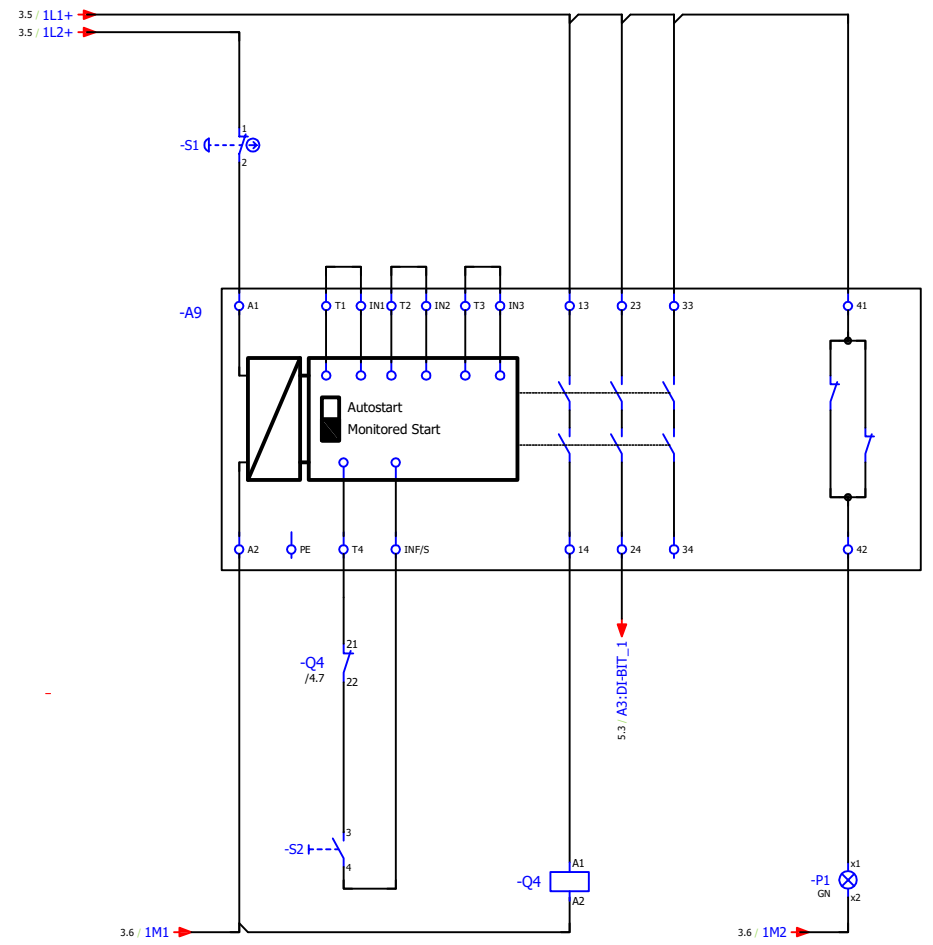 3.5 / 1L1+
3.5 / 1L2+
1
-S1
2
-A9
A1
T1
IN1
T2
IN2
T3
IN3
13
23
33
41
Autostart
Monitored Start
A2
PE
T4
INF/S
14
24
34
42
21
-Q4
/4.7
22
5.3 / A3:DI-BIT_1
3
-S2
4
A1
-Q4
A2
x1
-P1
GN
x2
3.6 / 1M1
3.6 / 1M2